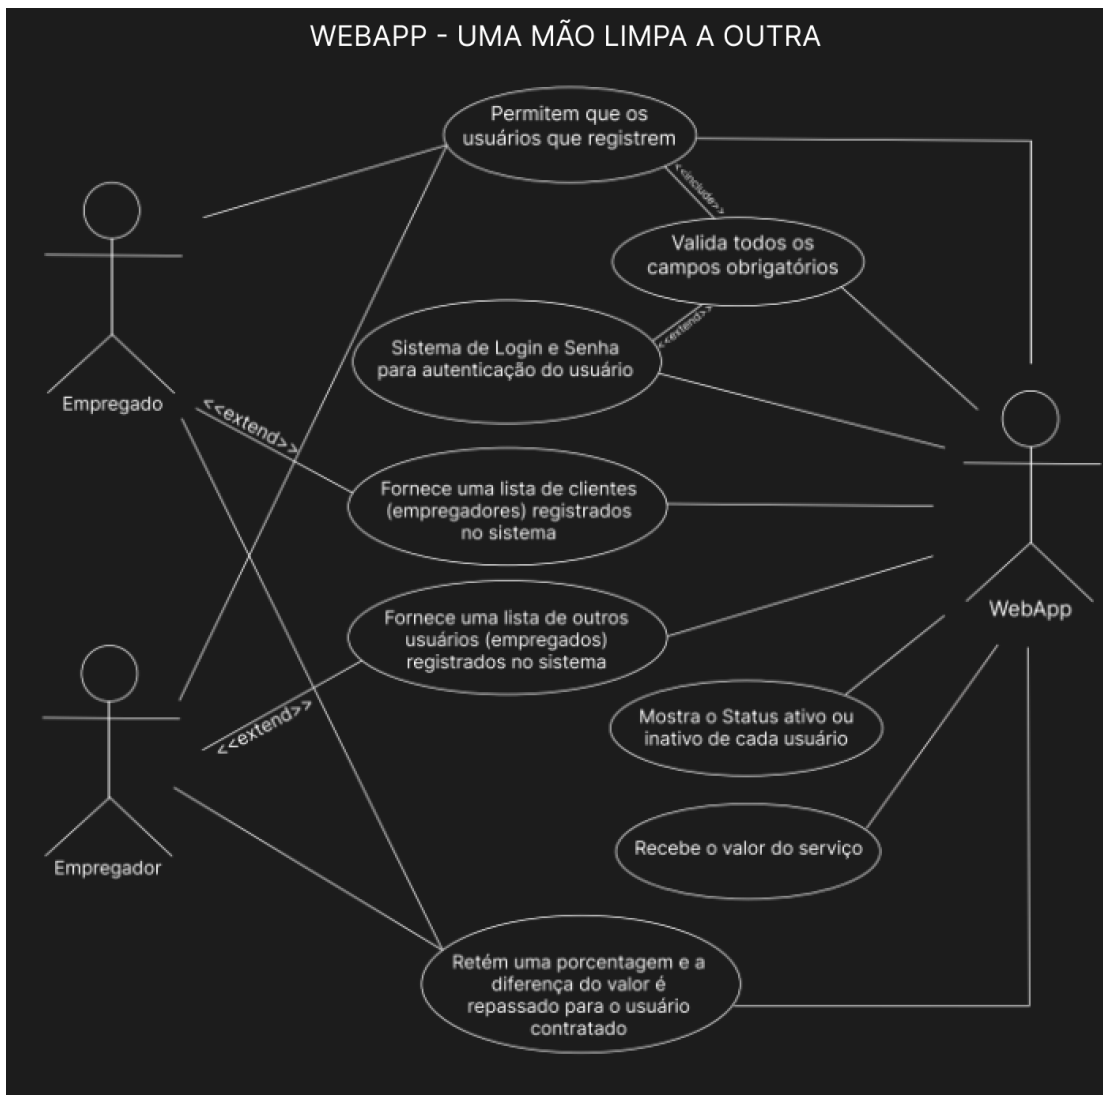 WEBAPP - UMA MÃO LIMPA A OUTRA
Permitem que os
usuários que registrem
<<include>>
Valida todos os
campos obrigatórios
<<extend>>
Sistema de Login e Senha
para autenticação do usuário
Empregado
<<extend>>
Fornece uma lista de clientes
(empregadores) registrados
no sistema
WebApp
Fornece uma lista de outros
usuários (empregados)
registrados no sistema
<<extend>>
Mostra o Status ativo ou
inativo de cada usuário
Recebe o valor do serviço
Empregador
Retém uma porcentagem e a
diferença do valor é
repassado para o usuário
contratado